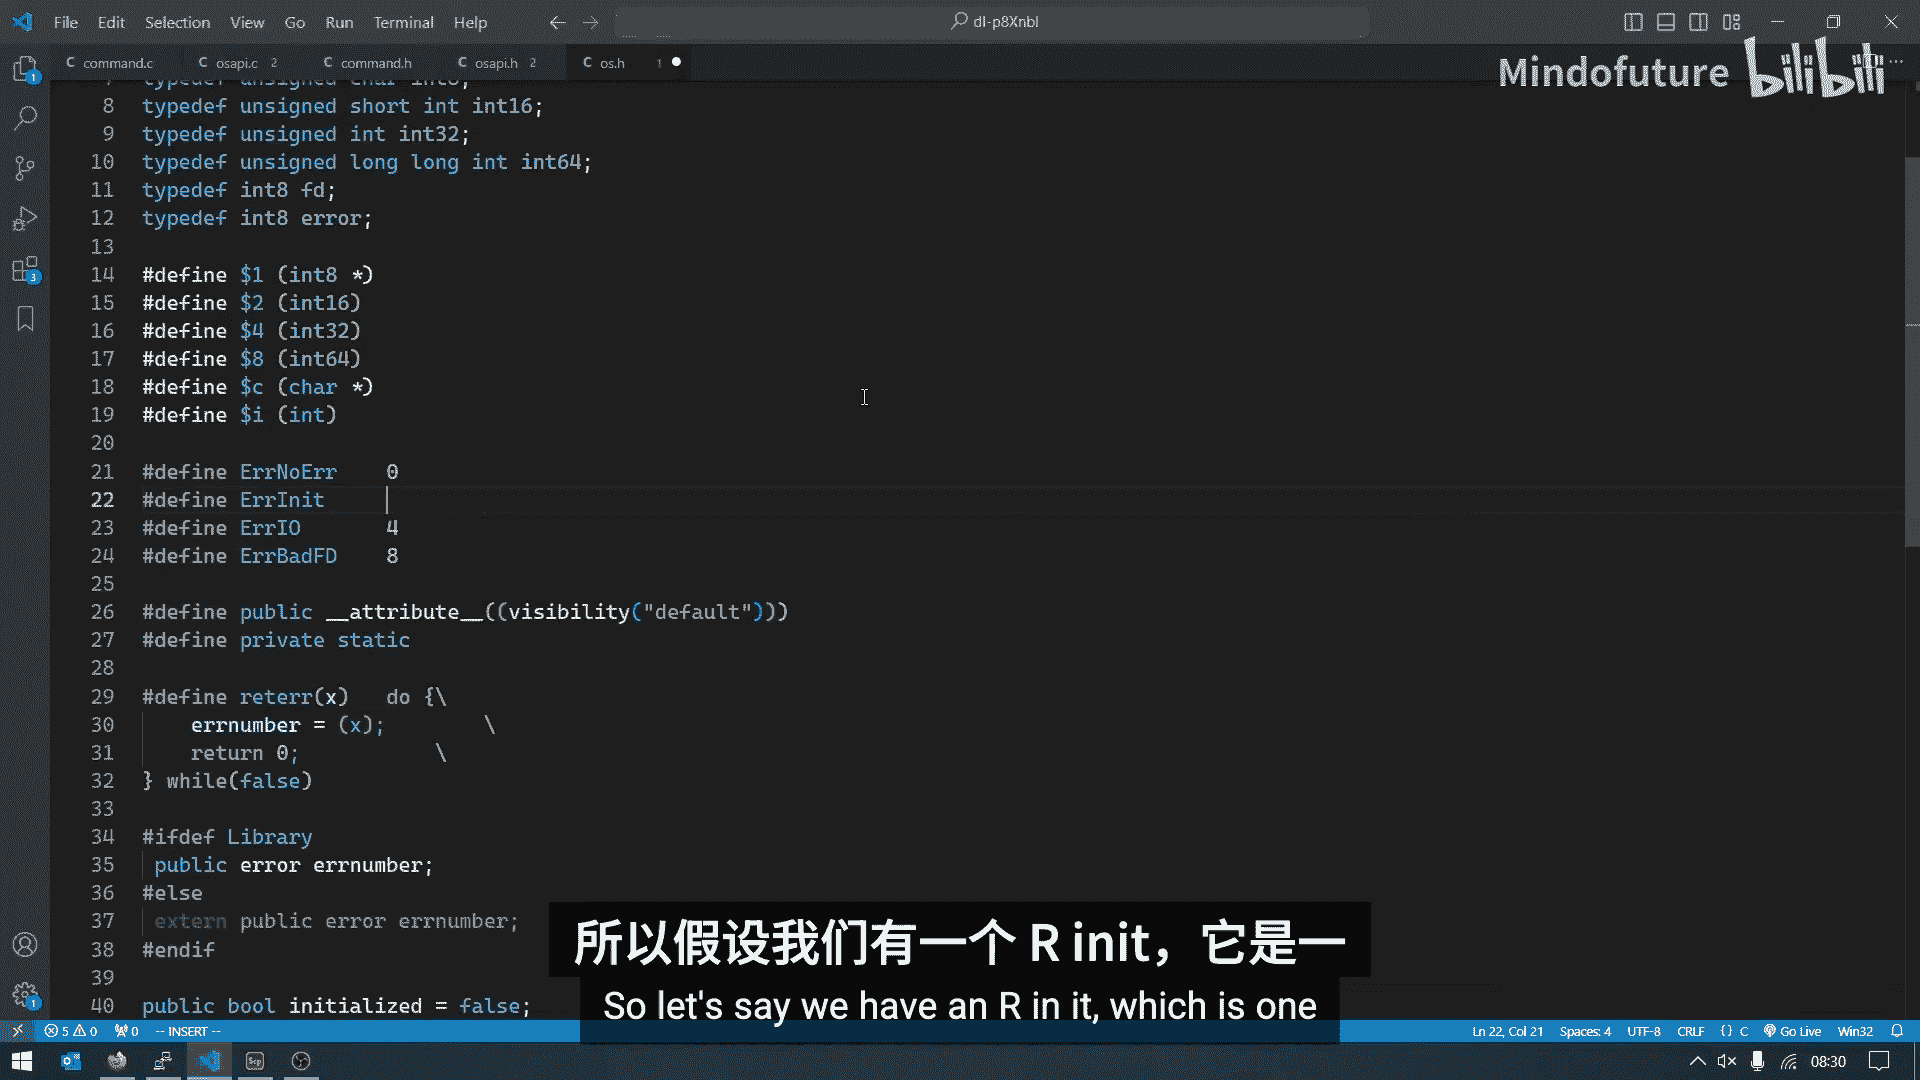 File Edit Selection View Go Run Terminal Help
dl-p8Xnbl
command.c
osapi.c 2
command.h
osapi.h 2
os.h 1
Mindofuture bilibili
typedef unsigned char int8;
8 typedef unsigned short int int16;
9 typedef unsigned int int32;
10 typedef unsigned long long int int64;
11 typedef int8 fd;
12 typedef int8 error;
13
14 #define $1 (int8 *)
15 #define $2 (int16)
16 #define $4 (int32)
17 #define $8 (int64)
18 #define $c (char *)
19 #define $i (int)
20
21 #define ErrNoErr 0
22 #define ErrInit
23 #define ErrIO 4
24 #define ErrBadFD 8
25
26 #define public __attribute__((visibility("default")))
27 #define private static
28
29 #define reterr(x) do {\
30 errnumber = (x); \
31 return 0; \
32 } while(false)
33
34 #ifdef Library
35 public error errnumber;
36 #else
37 extern public error errnumber;
38 #endif
39
40 public bool initialized = false;
所以假设我们有一个 R init，它是一
So let's say we have an R in it, which is one
1
3
1
5 0 0 -- INSERT -- Ln 22, Col 21 Spaces: 4 UTF-8 CRLF {} C Go Live Win32
08:30